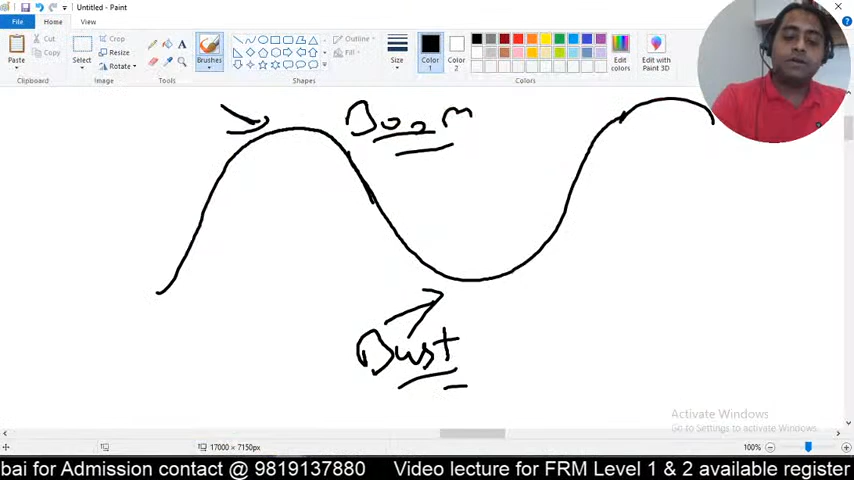 Untitled - Paint
File Home View
Cut
Copy
Paste
Clipboard
Select
Crop
Resize
Rotate
Image
Tools
Brushes
Outline
Fill
Shapes
Size
Color 1
Color 2
Edit colors
Edit with Paint 3D
Colors
Boom
Bust
Activate Windows
Go to Settings to activate Windows.
17000 × 7150px
100%
bai for Admission contact @ 9819137880 Video lecture for FRM Level 1 & 2 available register